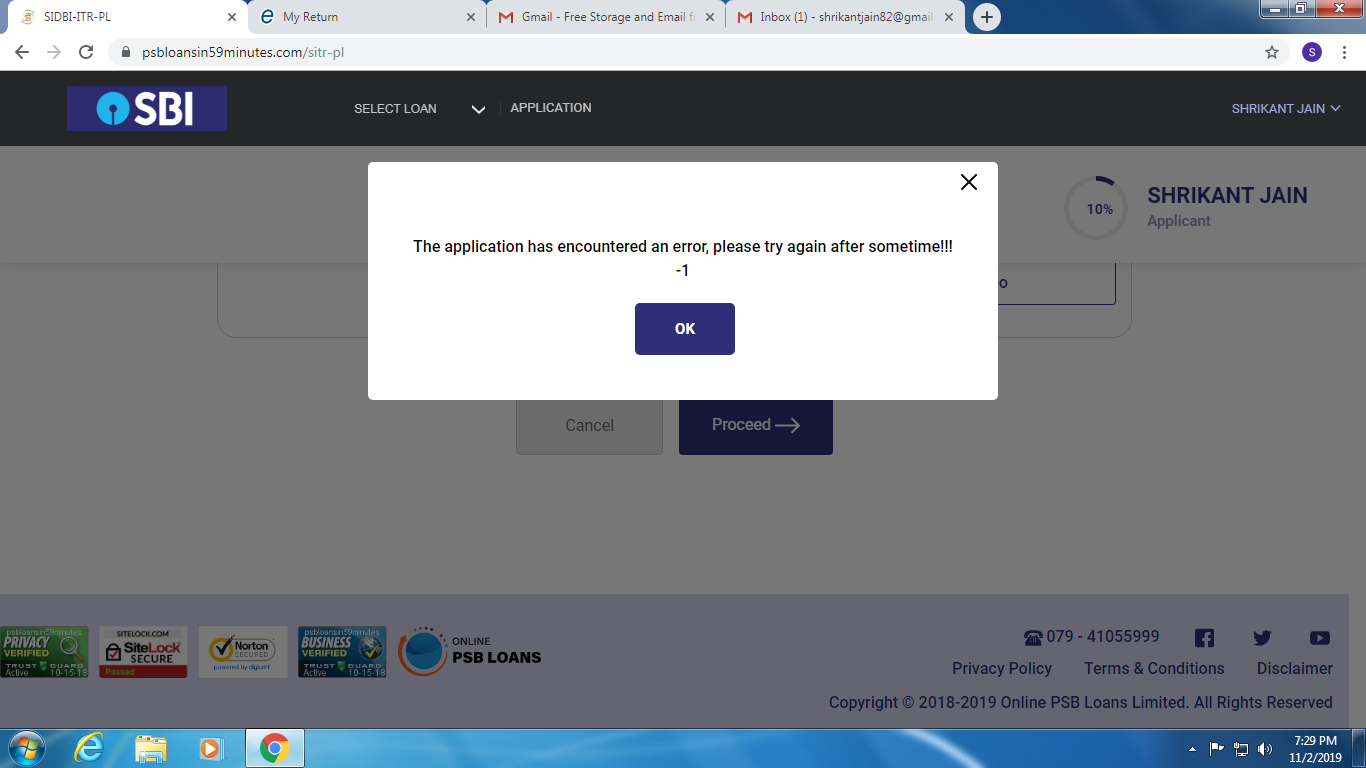 SIDBI-ITR-PL
My Return
Gmail - Free Storage and Email f
Inbox (1) - shrikantjain82@gmail.
psbloansin59minutes.com/sitr-pl
S
SBI
SELECT LOAN
APPLICATION
SHRIKANT JAIN
10%
SHRIKANT JAIN
Applicant
The application has encountered an error, please try again after sometime!!!
-1
OK
o
Cancel
Proceed
psbloansin59minutes
PRIVACY
VERIFIED
TRUST GUARD
Active 10-15-18
SITELOCK.COM
SiteLock
SECURE
Passed
Norton
SECURED
powered by digicert
psbloansin59minutes
BUSINESS
VERIFIED
TRUST GUARD
Active 10-15-18
ONLINE
PSB LOANS
079 - 41055999
Privacy Policy Terms & Conditions Disclaimer
Copyright © 2018-2019 Online PSB Loans Limited. All Rights Reserved
7:29 PM
11/2/2019